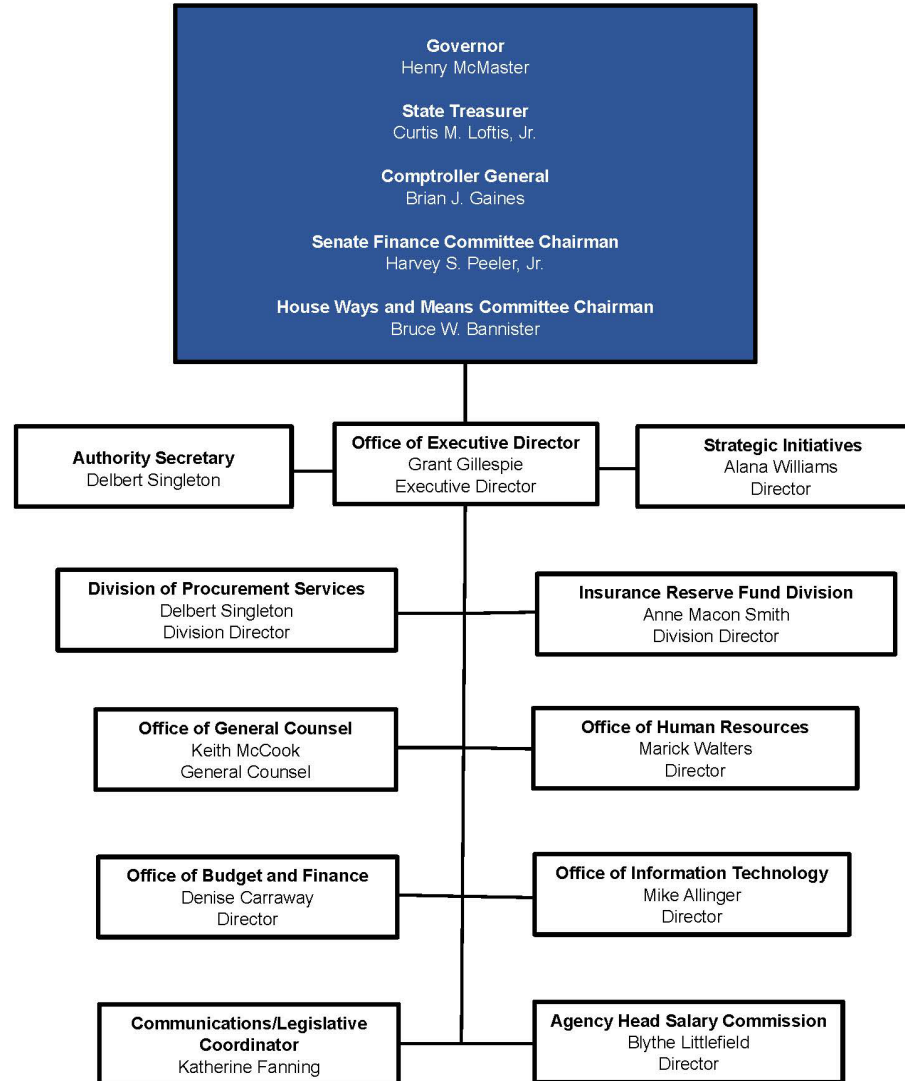 Governor
Henry McMaster
State Treasurer
Curtis M. Loftis, Jr.
Comptroller General
Brian J. Gaines
Senate Finance Committee Chairman
Harvey S. Peeler, Jr.
House Ways and Means Committee Chairman
Bruce W. Bannister
Authority Secretary
Delbert Singleton
Office of Executive Director
Grant Gillespie
Executive Director
Strategic Initiatives
Alana Williams
Director
Division of Procurement Services
Delbert Singleton
Division Director
Insurance Reserve Fund Division
Anne Macon Smith
Division Director
Office of General Counsel
Keith McCook
General Counsel
Office of Human Resources
Marick Walters
Director
Office of Budget and Finance
Denise Carraway
Director
Office of Information Technology
Mike Allinger
Director
Communications/Legislative
Coordinator
Katherine Fanning
Agency Head Salary Commission
Blythe Littlefield
Director